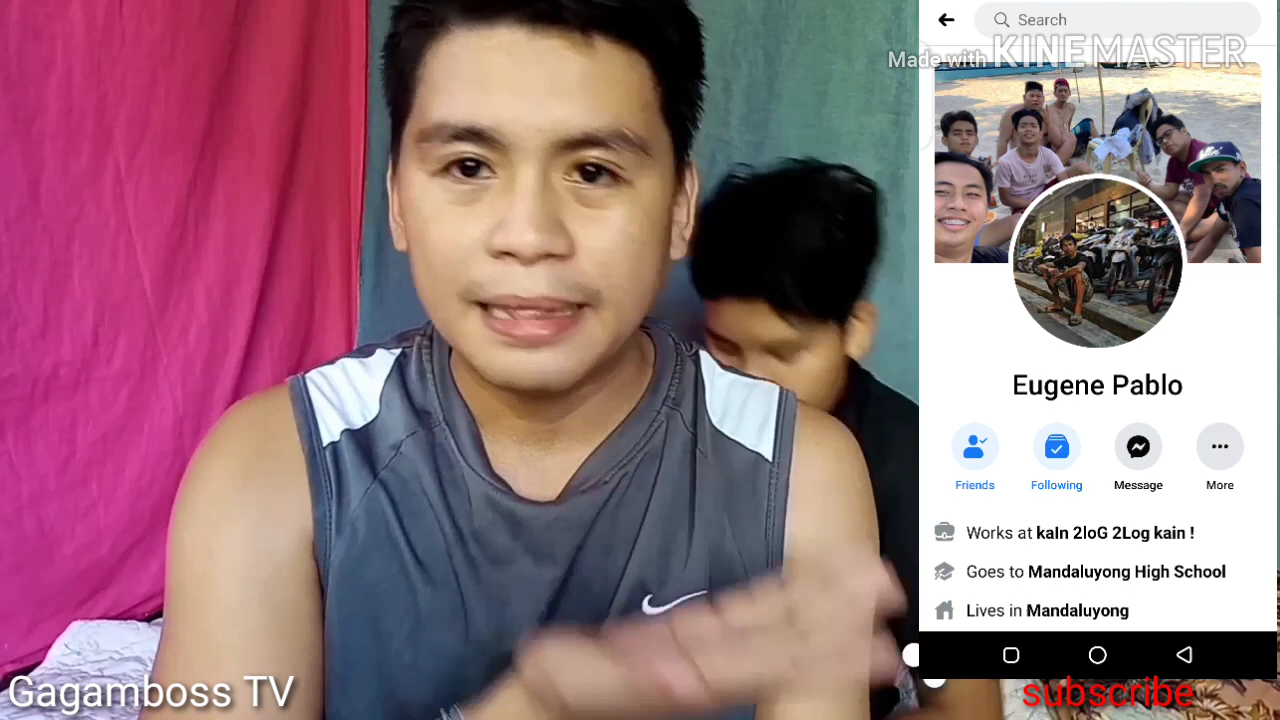 Search
Made with KINEMASTER
Eugene Pablo
Friends
Following
Message
More
Works at kaIn 2loG 2Log kain !
Goes to Mandaluyong High School
Lives in Mandaluyong
Gagamboss TV
subscribe